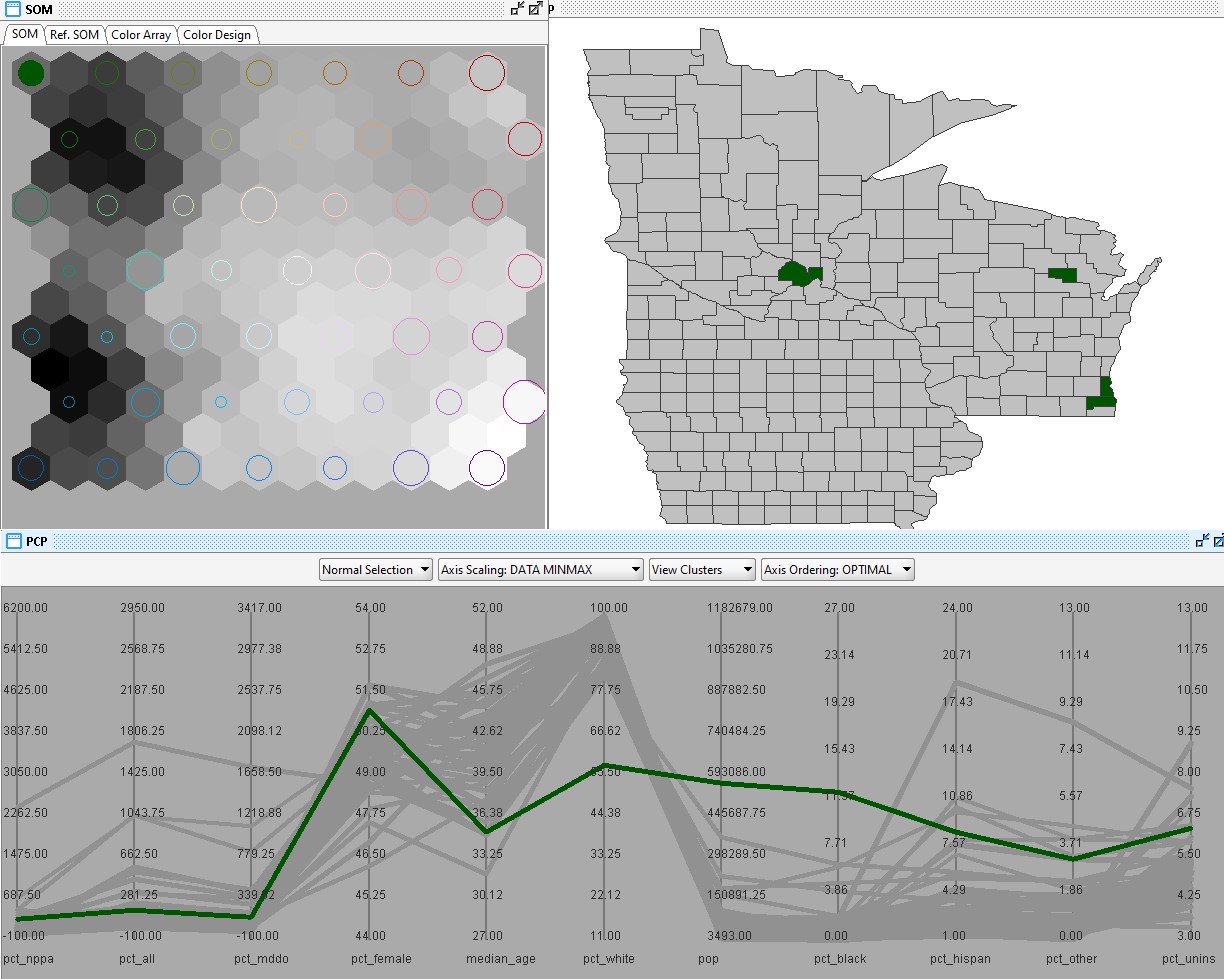 SOM
p
SOM Ref. SOM Color Array Color Design
PCP
Normal Selection Axis Scaling: DATA MINMAX View Clusters Axis Ordering: OPTIMAL
6200.00 2950.00 3417.00 54.00 52.00 100.00 1182679.00 27.00 24.00 13.00 13.00
5412.50 2568.75 2977.38 52.75 48.88 88.88 1035280.75 23.14 20.71 11.14 11.75
4625.00 2187.50 2537.75 51.50 45.75 77.75 887882.50 19.29 17.43 9.29 10.50
3837.50 1806.25 2098.12 50.25 42.62 66.62 740484.25 15.43 14.14 7.43 9.25
3050.00 1425.00 1658.50 49.00 39.50 55.50 593086.00 11.57 10.86 5.57 8.00
2262.50 1043.75 1218.88 47.75 36.38 44.38 445687.75 7.71 7.57 3.71 6.75
1475.00 662.50 779.25 46.50 33.25 33.25 298289.50 3.86 4.29 1.86 5.50
687.50 281.25 339.62 45.25 30.12 22.12 150891.25 4.25
-100.00 -100.00 -100.00 44.00 27.00 11.00 3493.00 0.00 1.00 0.00 3.00
pct_nppa pct_all pct_mddo pct_female median_age pct_white pop pct_black pct_hispan pct_other pct_unins